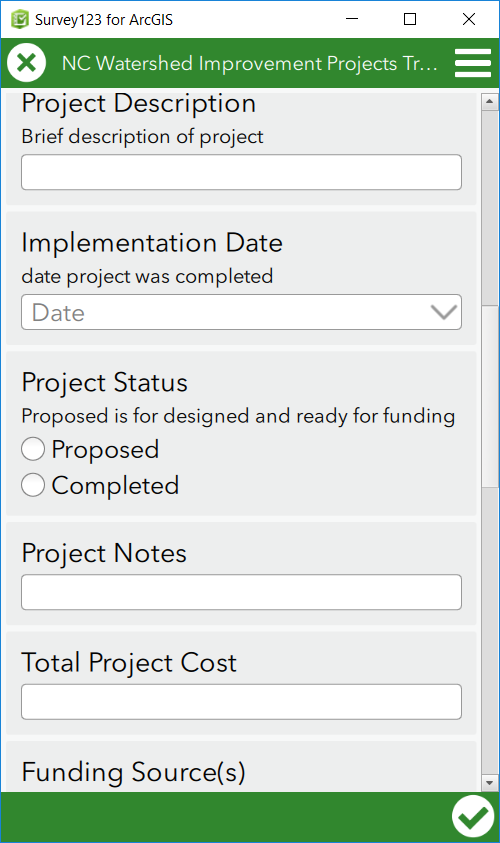 Survey123 for ArcGIS
NC Watershed Improvement Projects Tr...
Project Description
Brief description of project
Implementation Date
date project was completed
Date
Project Status
Proposed is for designed and ready for funding
Proposed
Completed
Project Notes
Total Project Cost
Funding Source(s)